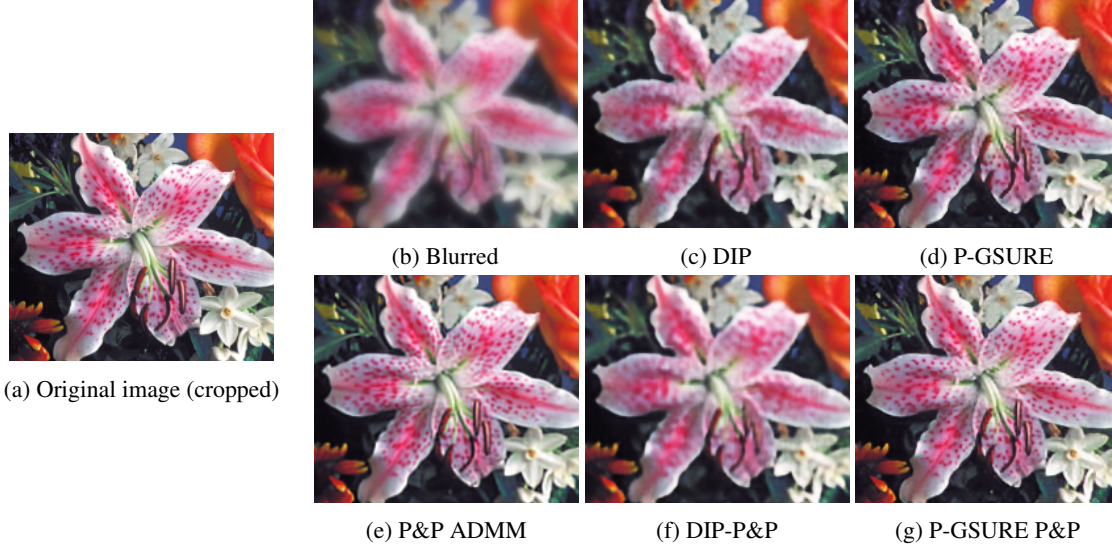 (b) Blurred
(c) DIP
(d) P-GSURE
(a) Original image (cropped)
(e) P&P ADMM
(f) DIP-P&P
(g) P-GSURE P&P